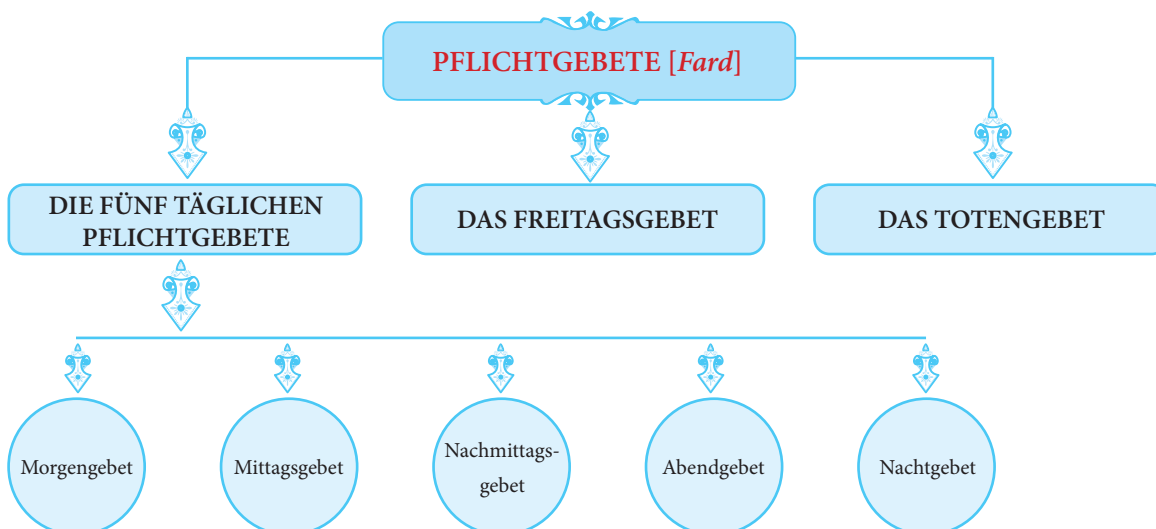 PFLICHTGEBETE [Fard]
DIE FÜNF TÄGLICHEN
PFLICHTGEBETE
DAS FREITAGSGEBET
DAS TOTENGEBET
Morgengebet
Mittagsgebet
Nachmittags-
gebet
Abendgebet
Nachtgebet